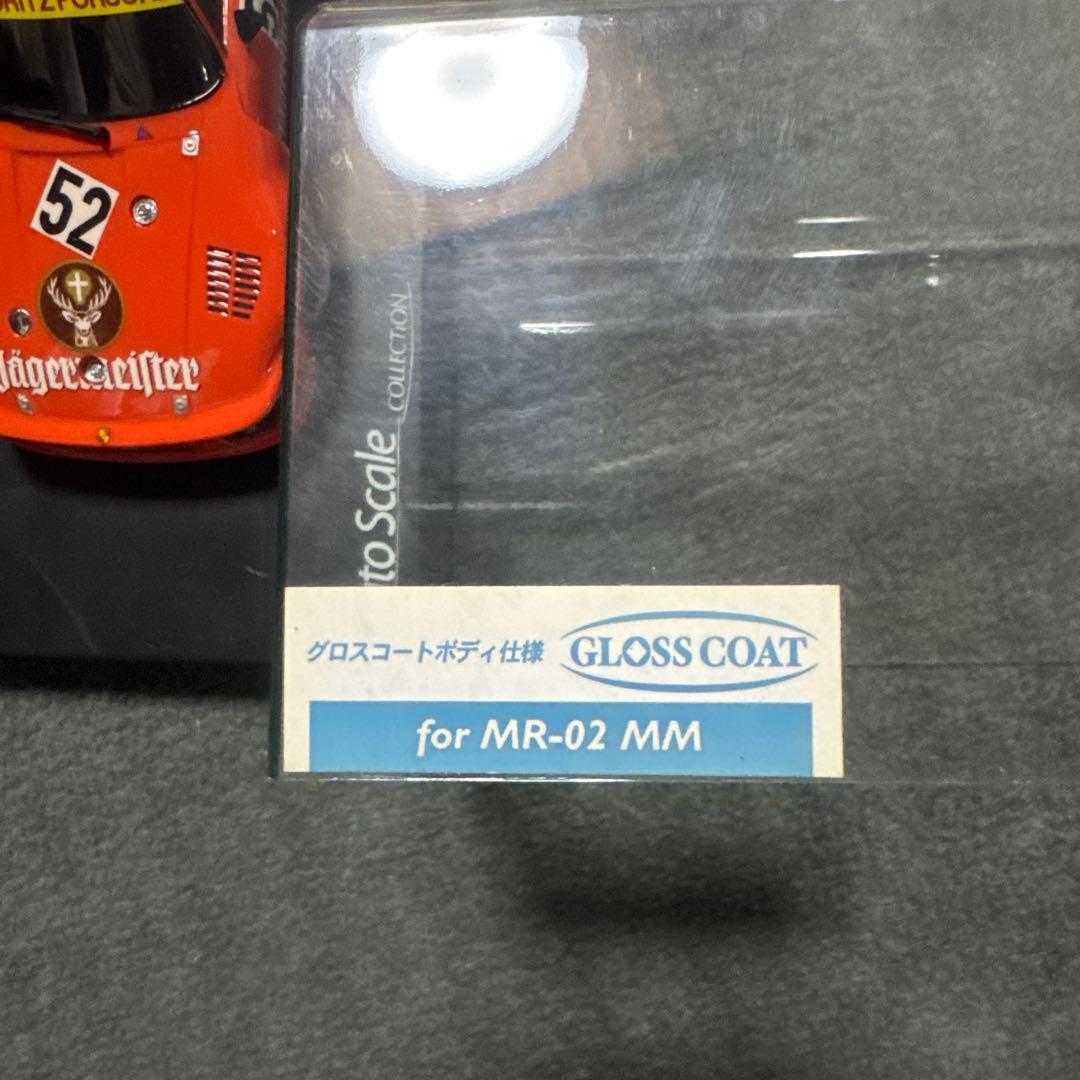 52
Jägermeiſter
to Scale
COLLECTION
グロスコートボディ仕様 GLOSS COAT
for MR-02 MM